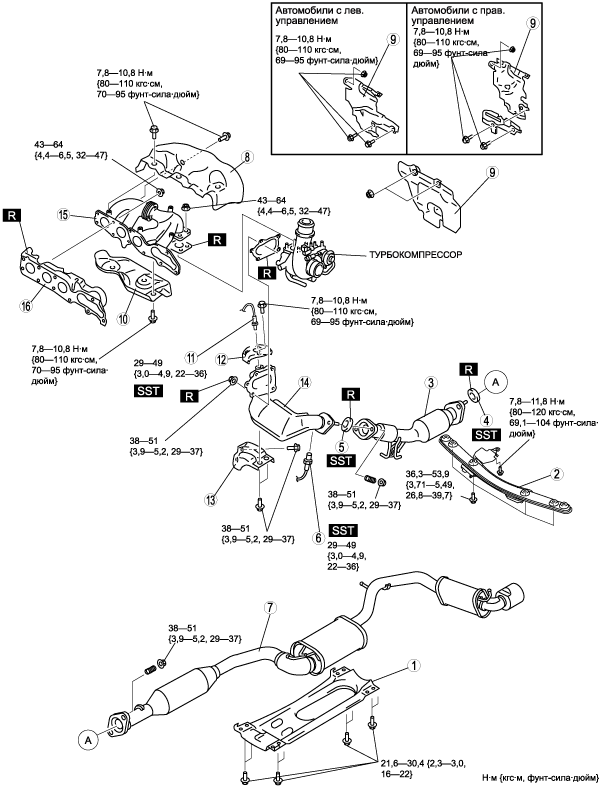 Автомобили с лев.
управлением
7,8—10,8 Н·м
{80—110 кгс·см,
69—95 фунт-сила·дюйм}
9
Автомобили с прав.
управлением
7,8—10,8 Н·м
{80—110 кгс·см,
69—95 фунт-сила·
дюйм}
9
7,8—10,8 Н·м
{80—110 кгс·см,
70—95 фунт·сила·дюйм}
43—64
{4,4—6,5, 32—47}
8
9
15
R
43—64
{4,4—6,5, 32—47}
R
R
ТУРБОКОМПРЕССОР
16
10
7,8—10,8 Н·м
{80—110 кгс·см,
69—95 фунт-сила·дюйм}
11
12
7,8—10,8 Н·м
{80—110 кгс·см,
70—95 фунт-сила·
дюйм}
29—49
{3,0—4,9, 22—36}
SST
R
14
R
3
R
A
4
SST
7,8—11,8 Н·м
{80—120 кгс·см,
69,1—104 фунт-сила·
дюйм}
38—51
{3,9—5,2, 29—37}
5
SST
2
36,3—53,9
{3,71—5,49,
26,8—39,7}
13
38—51
{3,9—5,2, 29—37}
38—51
{3,9—5,2, 29—37}
6
SST
29—49
{3,0—4,9,
22—36}
7
38—51
{3,9—5,2, 29—37}
1
A
21,6—30,4 {2,3—3,0,
16—22}
Н·м {кгс·м, фунт-сила·дюйм}